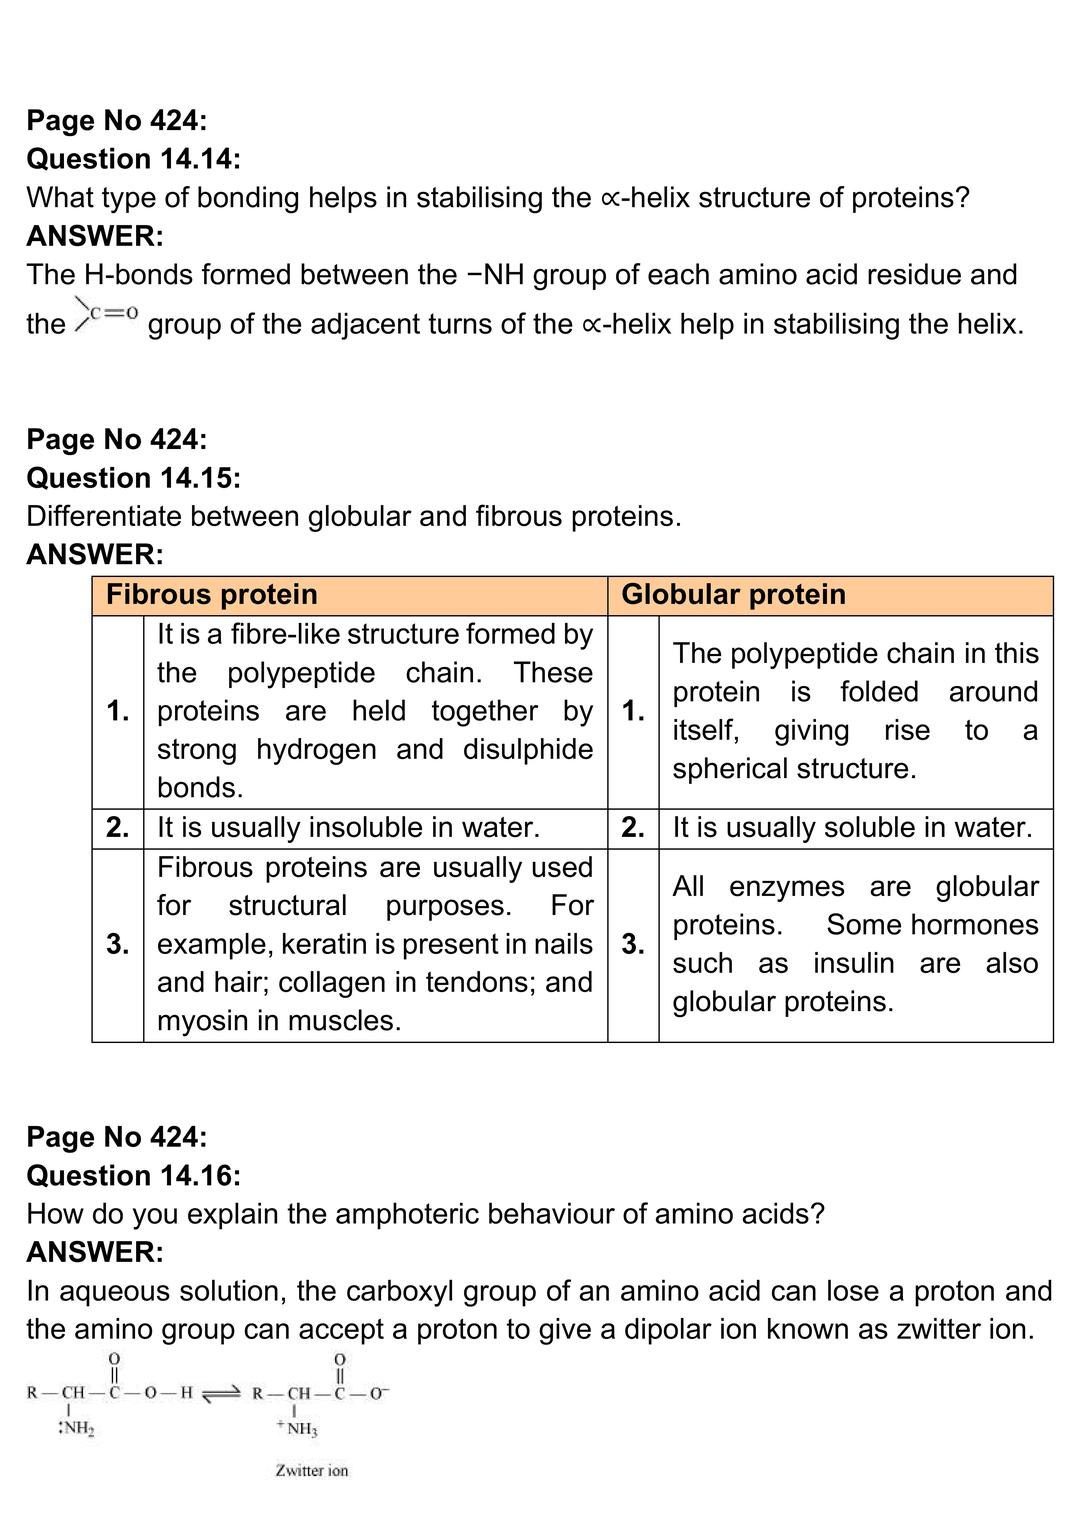 Page No 424:
Question 14.14:
What type of bonding helps in stabilising the ∝-helix structure of proteins?
ANSWER:
The H-bonds formed between the −NH group of each amino acid residue and
the >C=O group of the adjacent turns of the ∝-helix help in stabilising the helix.
Page No 424:
Question 14.15:
Differentiate between globular and fibrous proteins.
ANSWER:
Fibrous protein
Globular protein
1.
It is a fibre-like structure formed by
the polypeptide chain. These
proteins are held together by
strong hydrogen and disulphide
bonds.
1.
The polypeptide chain in this
protein is folded around
itself, giving rise to a
spherical structure.
2.
It is usually insoluble in water.
2.
It is usually soluble in water.
3.
Fibrous proteins are usually used
for structural purposes. For
example, keratin is present in nails
and hair; collagen in tendons; and
myosin in muscles.
3.
All enzymes are globular
proteins. Some hormones
such as insulin are also
globular proteins.
Page No 424:
Question 14.16:
How do you explain the amphoteric behaviour of amino acids?
ANSWER:
In aqueous solution, the carboxyl group of an amino acid can lose a proton and
the amino group can accept a proton to give a dipolar ion known as zwitter ion.
O O
|| ||
R — CH — C — O — H ⇌ R — CH — C — O⁻
| |
:NH₂ ⁺NH₃
Zwitter ion